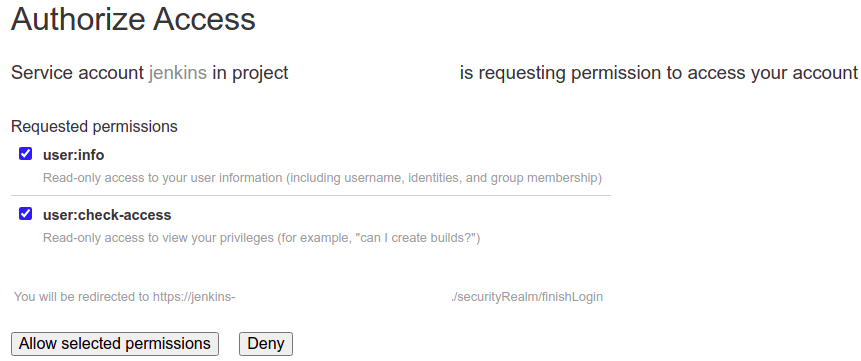 Authorize Access
Service account jenkins in project is requesting permission to access your account
Requested permissions
user:info
Read-only access to your user information (including username, identities, and group membership)
user:check-access
Read-only access to view your privileges (for example, "can I create builds?")
You will be redirected to https://jenkins- ./securityRealm/finishLogin
Allow selected permissions Deny